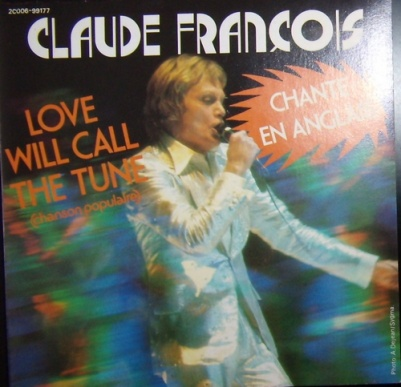 2C006-99177
CLAUDE FRANÇOIS
LOVE
WILL CALL
THE TUNE
(chanson populaire)
CHANTE
EN ANGLAIS